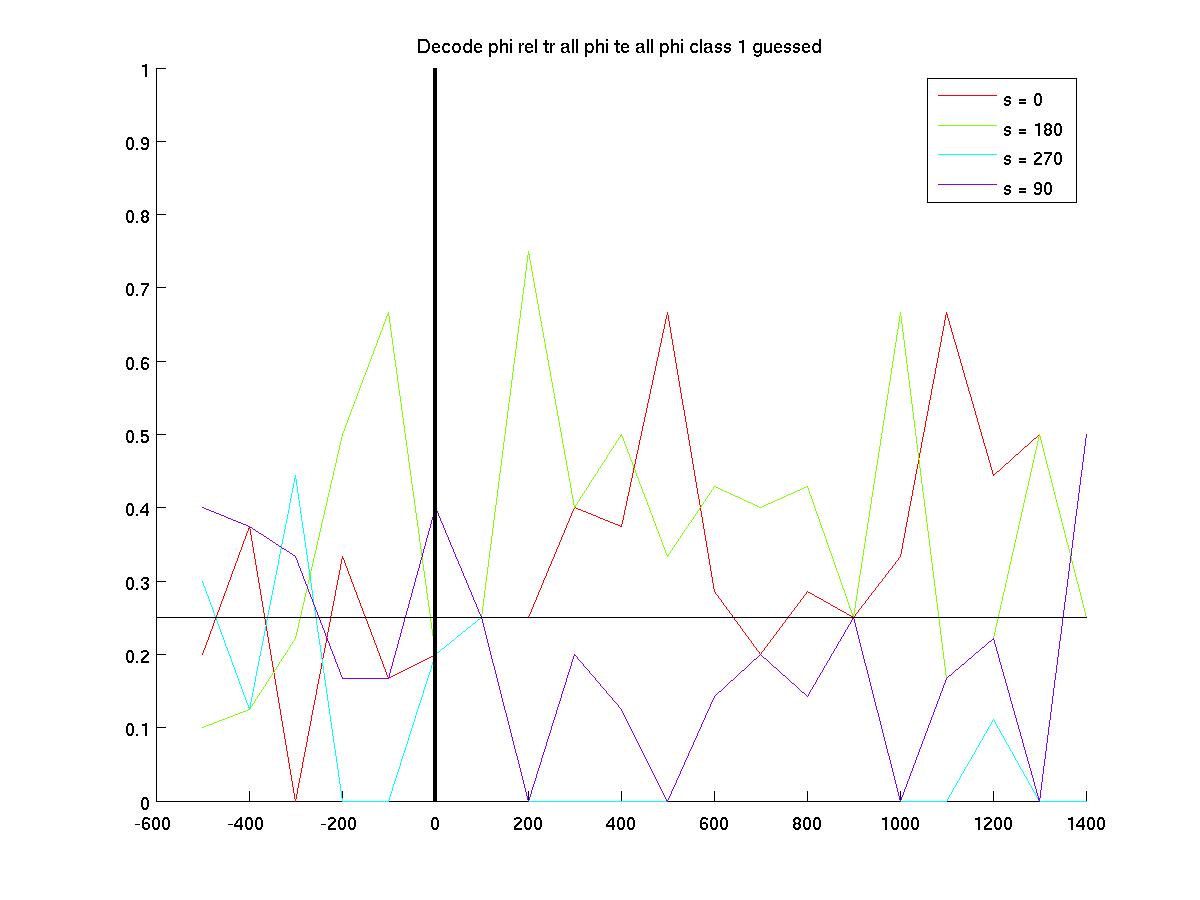 Decode phi rel tr all phi te all phi class 1 guessed
1
0.9
0.8
0.7
0.6
0.5
0.4
0.3
0.2
0.1
0
-600 -400 -200 0 200 400 600 800 1000 1200 1400
s = 0
s = 180
s = 270
s = 90